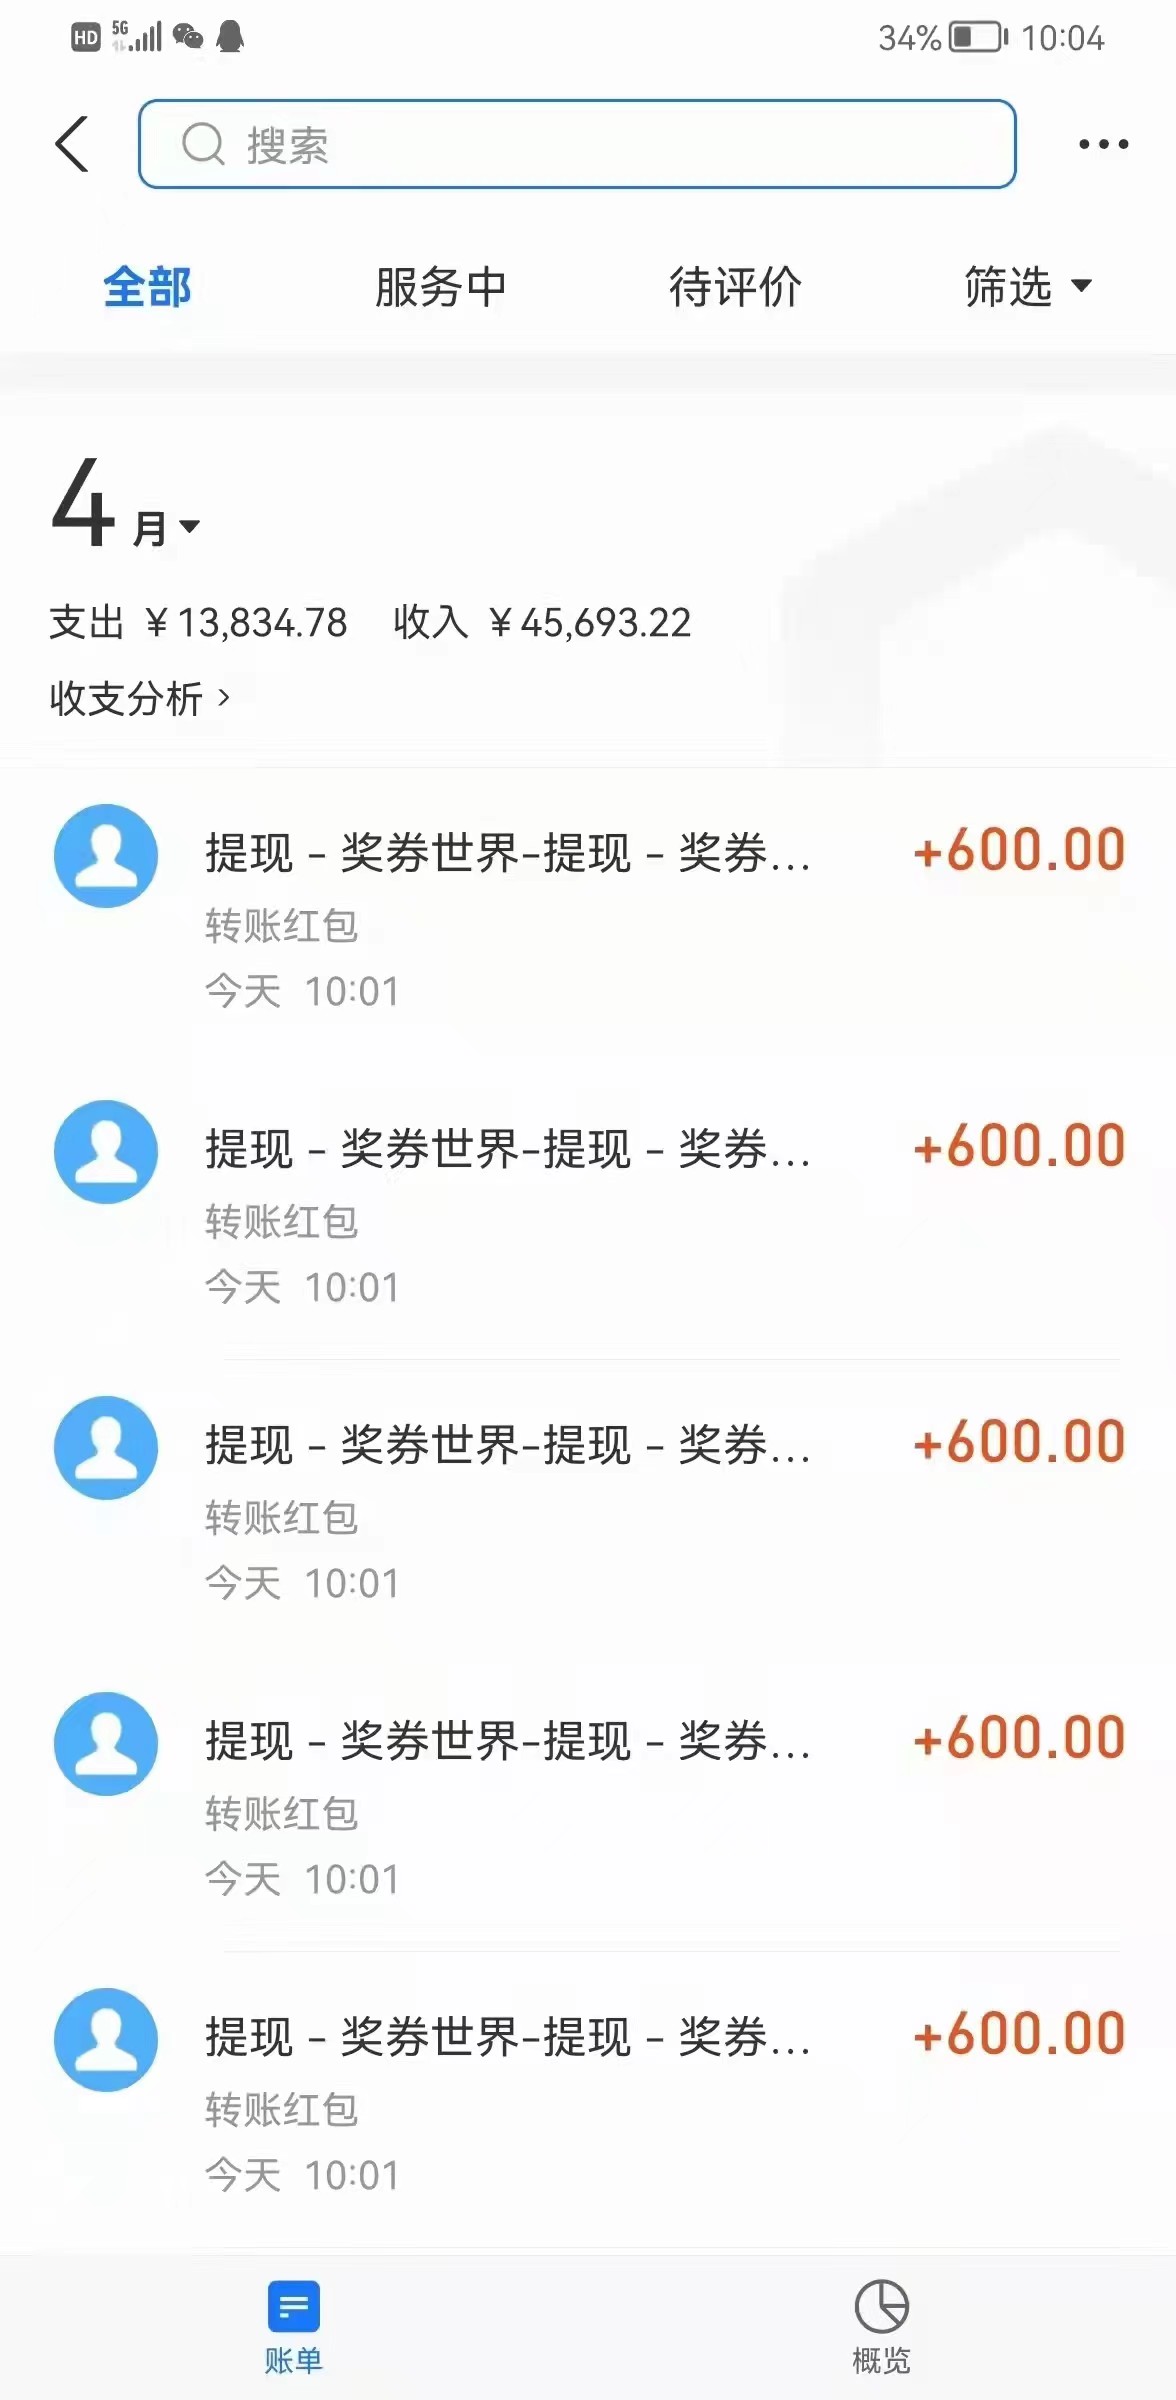 HD 5G 34% 10:04
搜索
全部 服务中 待评价 筛选
4月
支出 ¥13,834.78 收入 ¥45,693.22
收支分析 >
提现 - 奖券世界-提现 - 奖券... +600.00
转账红包
今天 10:01
提现 - 奖券世界-提现 - 奖券... +600.00
转账红包
今天 10:01
提现 - 奖券世界-提现 - 奖券... +600.00
转账红包
今天 10:01
提现 - 奖券世界-提现 - 奖券... +600.00
转账红包
今天 10:01
提现 - 奖券世界-提现 - 奖券... +600.00
转账红包
今天 10:01
账单 概览